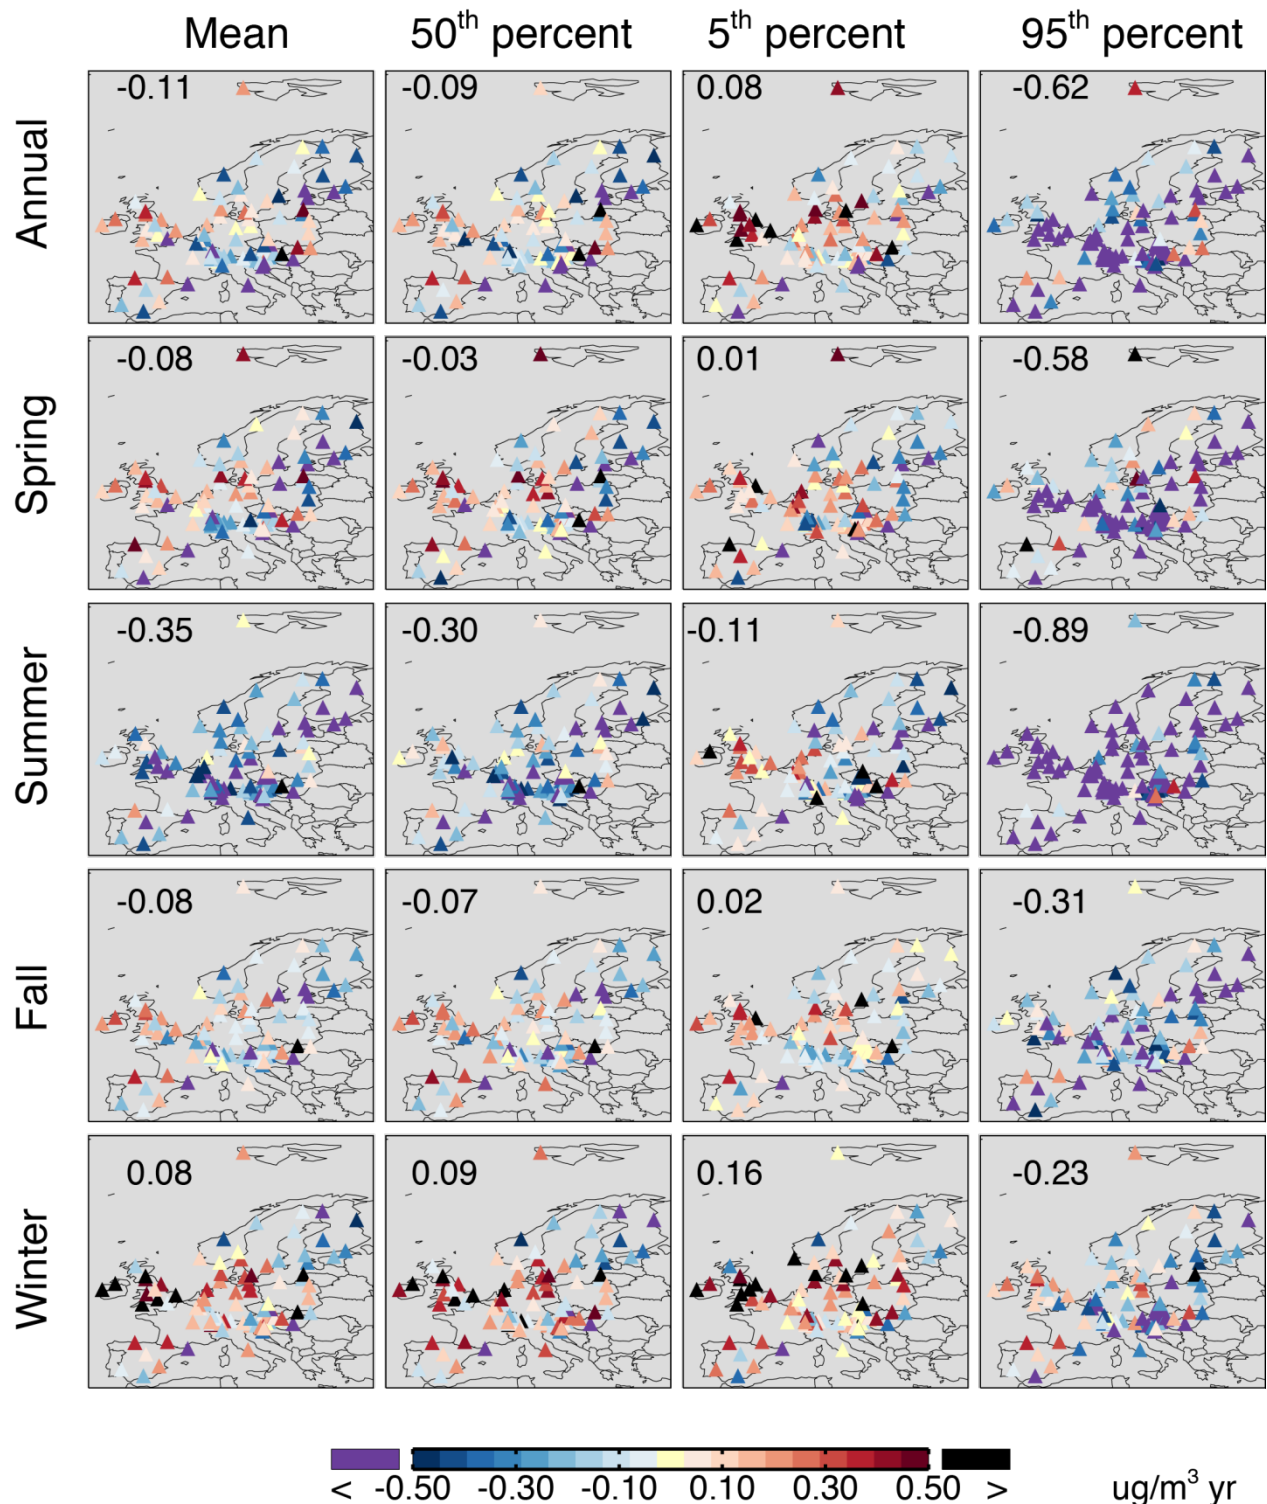 Mean 50th percent 5th percent 95th percent
Annual -0.11 -0.09 0.08 -0.62
Spring -0.08 -0.03 0.01 -0.58
Summer -0.35 -0.30 -0.11 -0.89
Fall -0.08 -0.07 0.02 -0.31
Winter 0.08 0.09 0.16 -0.23
< -0.50 -0.30 -0.10 0.10 0.30 0.50 > ug/m³ yr